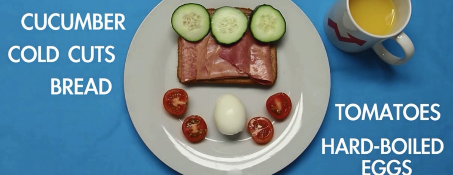 CUCUMBER
COLD CUTS
BREAD
TOMATOES
HARD-BOILED
EGGS